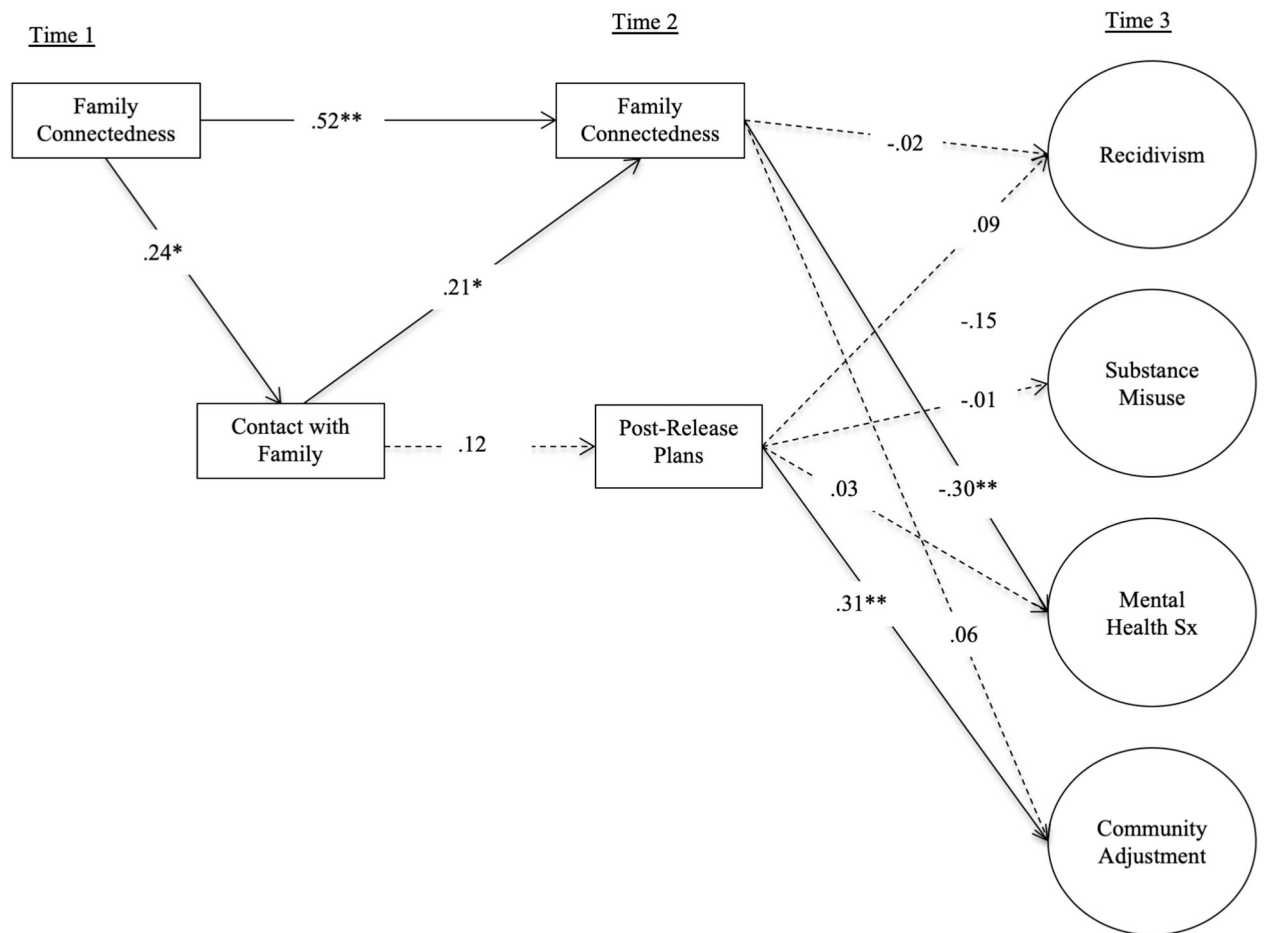 Time 1
Time 2
Time 3
Family
Connectedness
.52**
Family
Connectedness
-.02
Recidivism
.09
.24*
.21*
-.15
Substance
Misuse
-.01
Contact with
Family
.12
Post-Release
Plans
.03
-.30**
Mental
Health Sx
.31**
.06
Community
Adjustment